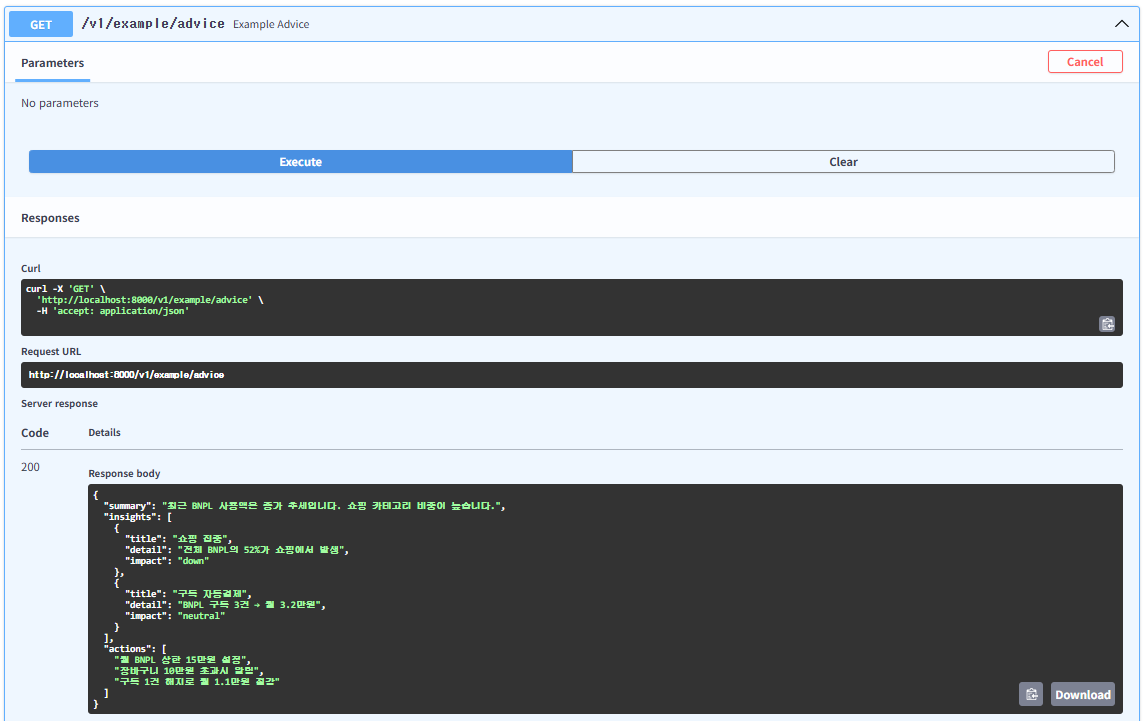 GET /v1/example/advice Example Advice
Parameters
Cancel
No parameters
Execute
Clear
Responses
Curl
curl -X 'GET' \
'http://localhost:8000/v1/example/advice' \
-H 'accept: application/json'
Request URL
http://localhost:8000/v1/example/advice
Server response
Code Details
200
Response body
{
"summary": "최근 BNPL 사용액은 증가 추세입니다. 쇼핑 카테고리 비중이 높습니다.",
"insights": [
{
"title": "쇼핑 집중",
"detail": "전체 BNPL의 52%가 쇼핑에서 발생",
"impact": "down"
},
{
"title": "구독 자동결제",
"detail": "BNPL 구독 3건 → 월 3.2만원",
"impact": "neutral"
}
],
"actions": [
"월 BNPL 상한 15만원 설정",
"장바구니 10만원 초과시 알림",
"구독 1건 해지로 월 1.1만원 절감"
]
}
Download